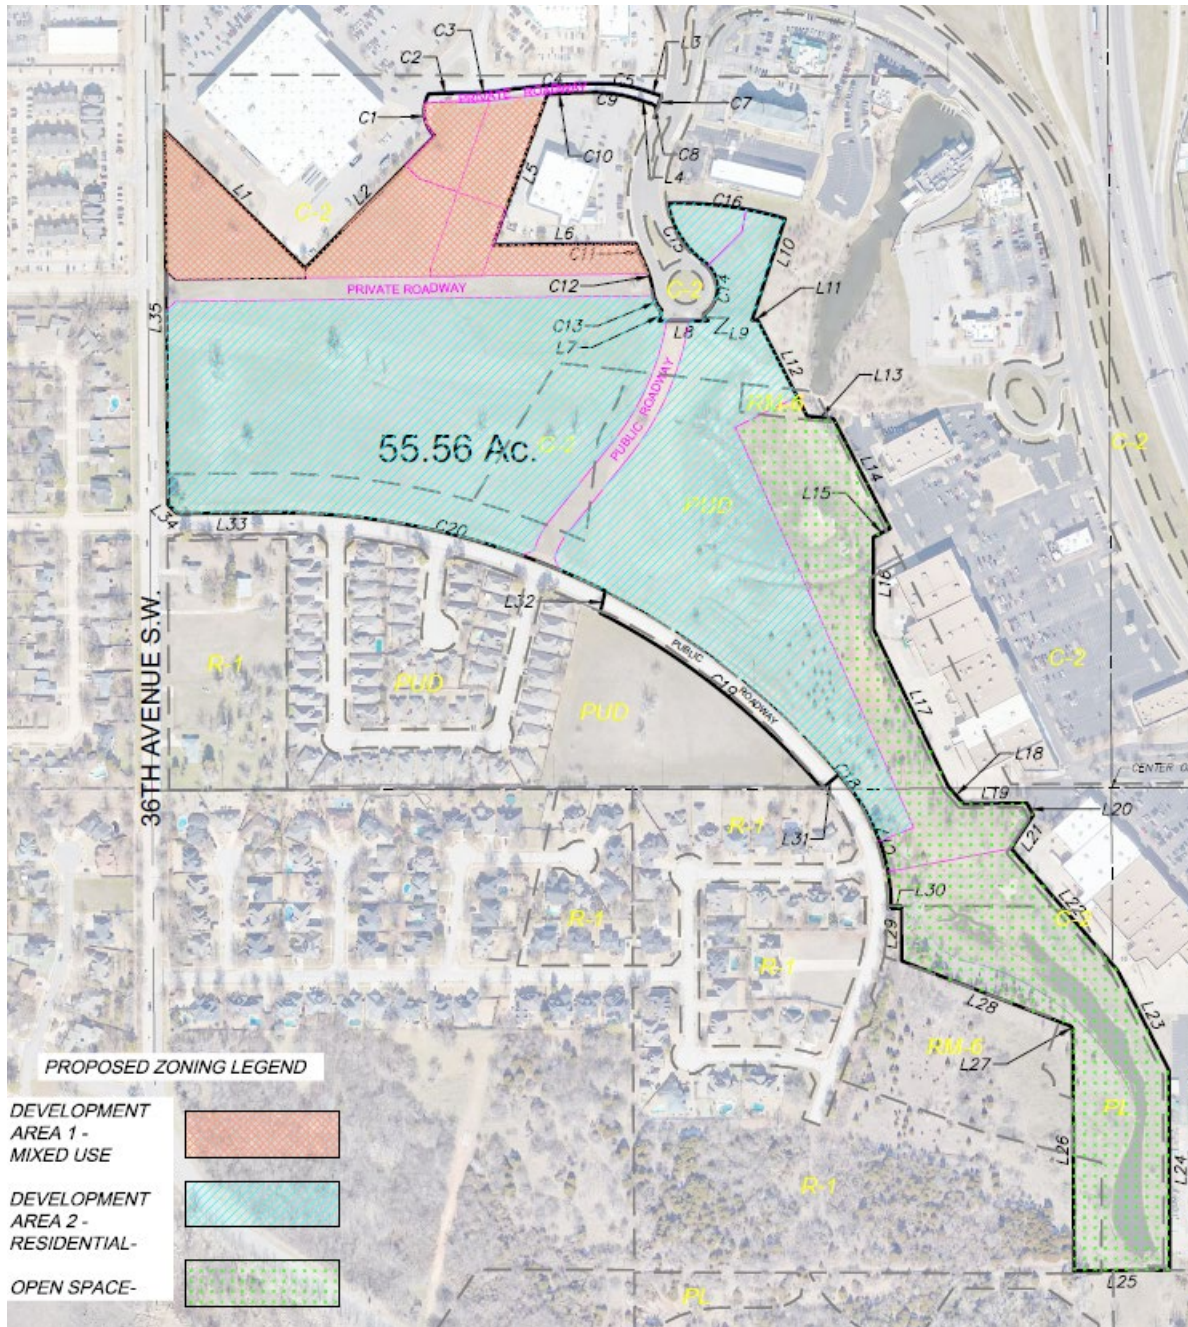 C3
C2
C4
C5
L3
PRIVATE ROADWAY
C9
C7
C1
C10
C8
L4
L5
L1
L2
C-2
C16
C15
L10
L6
C11
C12
C14
PRIVATE ROADWAY
C-2
L11
L35
C13
L7
L8
L9
L12
L13
RM-6
PUBLIC ROADWAY
55.56 Ac.
C-2
C-2
L14
L15
PUD
L34
L33
C20
L16
L32
36TH AVENUE S.W.
R-1
PUD
PUBLIC
ROADWAY
C19
PUD
C-2
L17
L18
CENTER O
C18
L19
L20
R-1
L31
L21
L30
L22
C-2
R-1
L29
R-1
L28
L23
RM-6
L27
PROPOSED ZONING LEGEND
DEVELOPMENT
AREA 1 -
MIXED USE
PL
L26
L24
DEVELOPMENT
AREA 2 -
RESIDENTIAL-
R-1
OPEN SPACE-
L25
PL